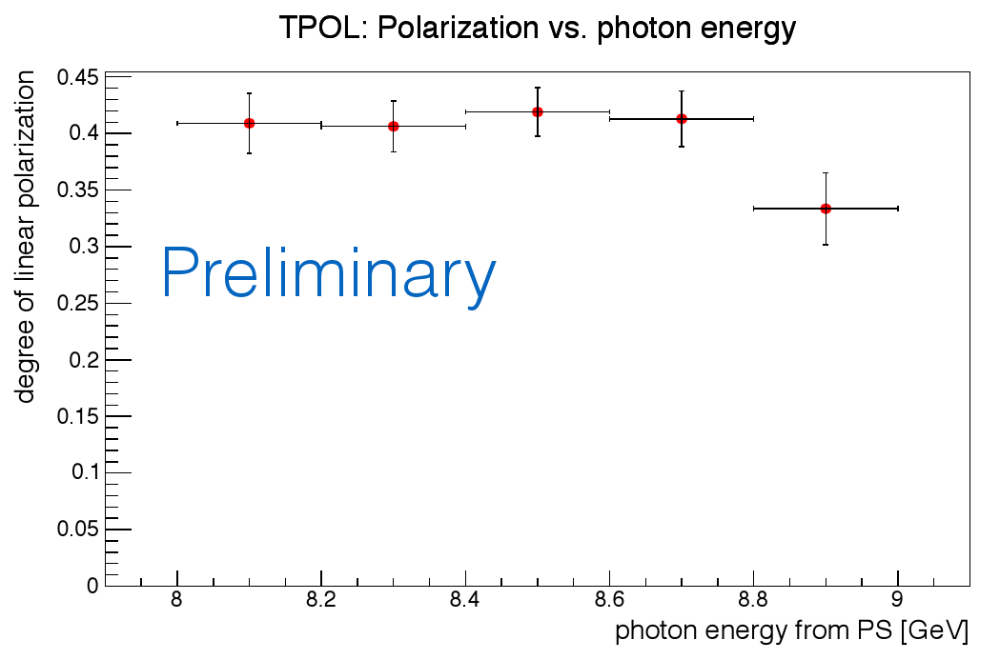 TPOL: Polarization vs. photon energy
degree of linear polarization
0.45
0.4
0.35
0.3
0.25
0.2
0.15
0.1
0.05
0
Preliminary
8 8.2 8.4 8.6 8.8 9
photon energy from PS [GeV]